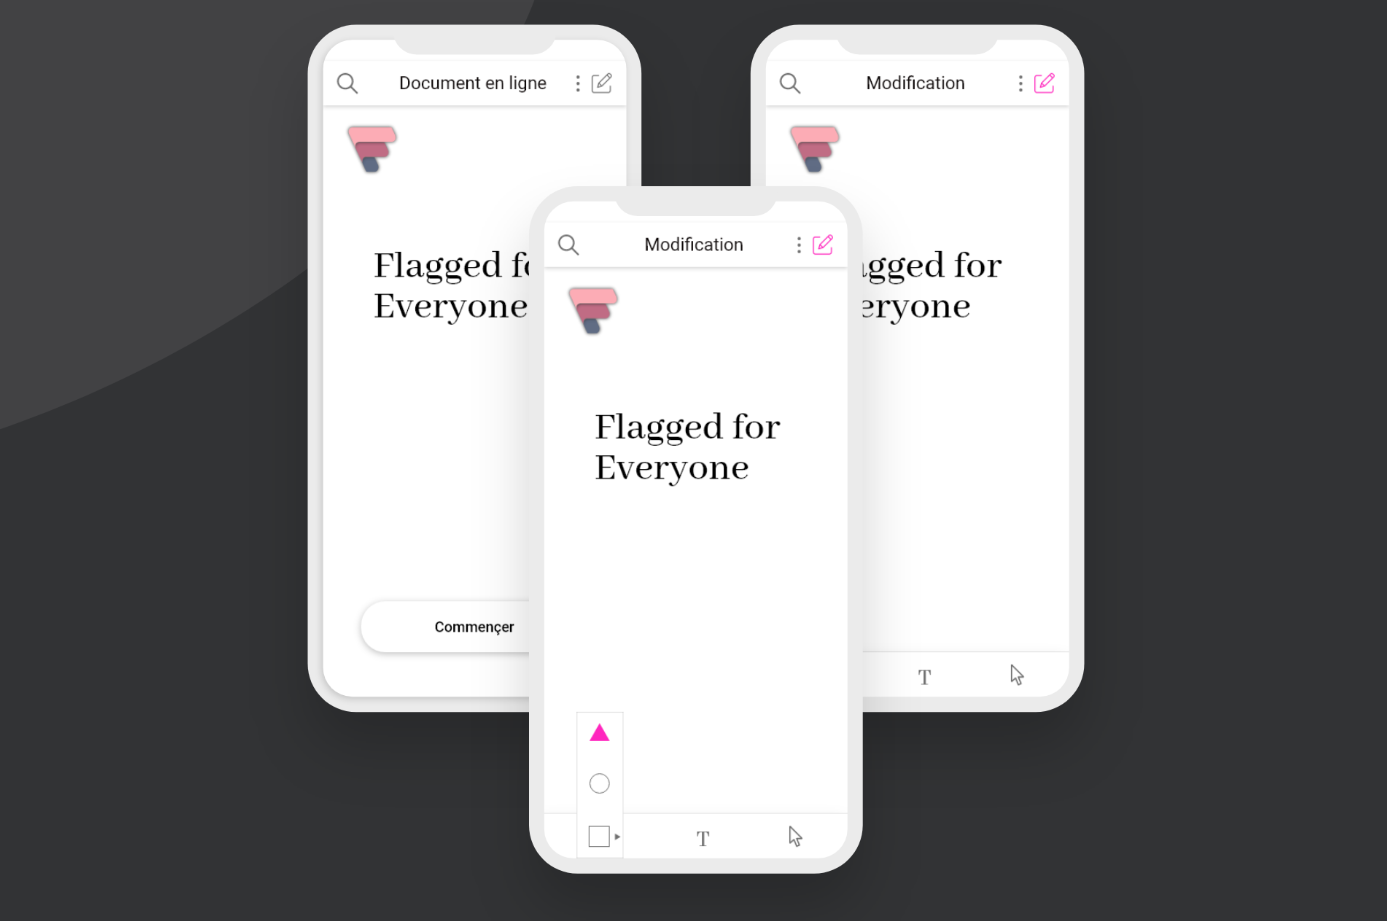 Document en ligne
Flagged fo
Everyone
Commençer
Modification
Flagged for
Everyone
T
Modification
agged for
eryone
T